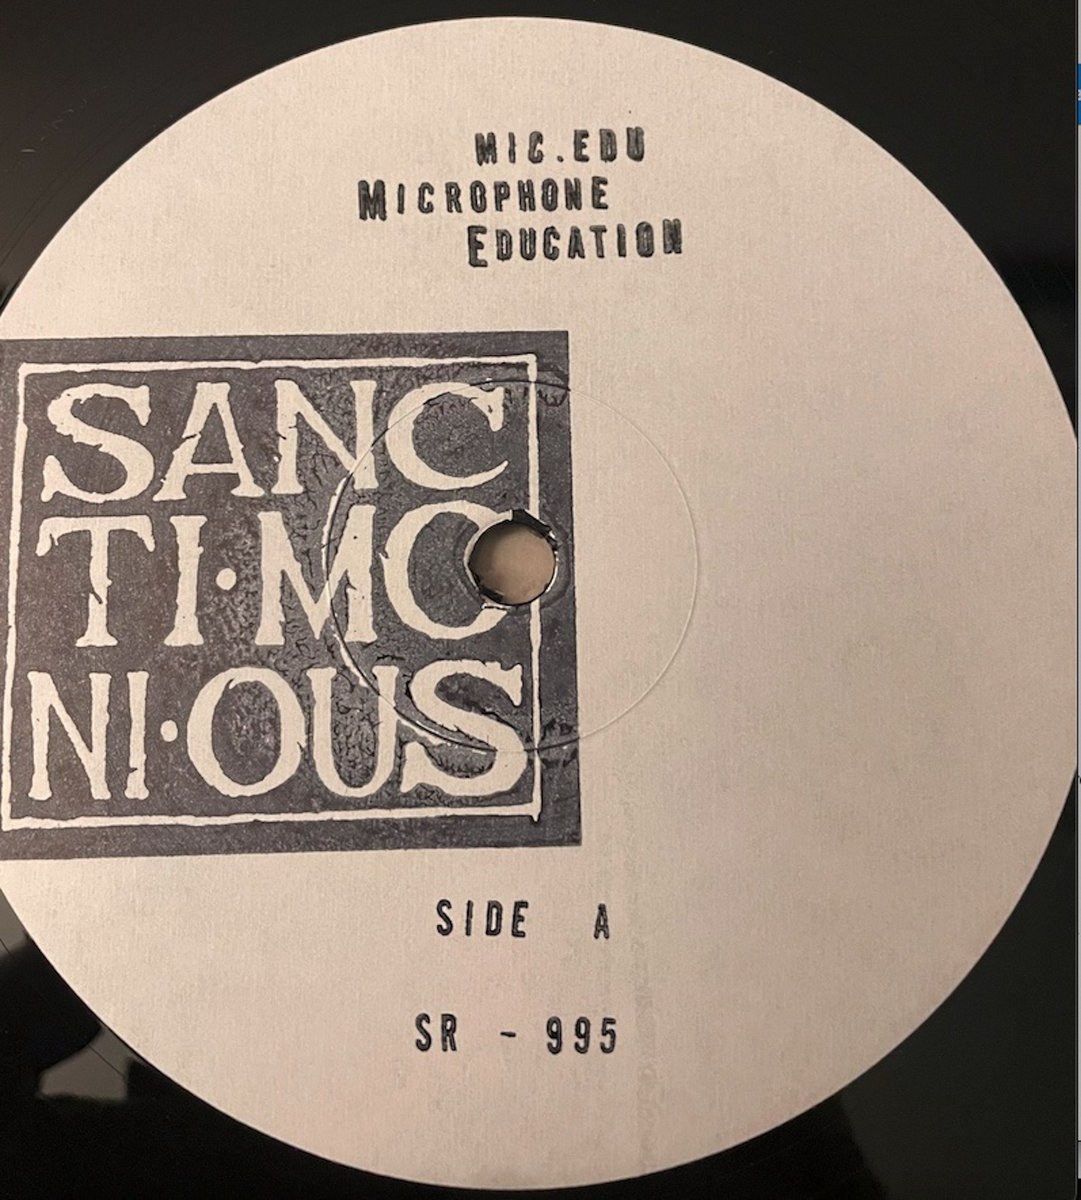 MIC.EDU
MICROPHONE
EDUCATION
SANC
TI·MO
NI·OUS
SIDE A
SR - 995